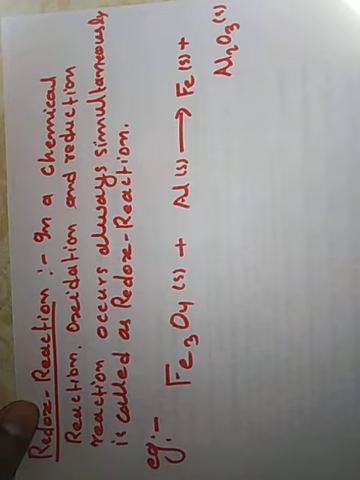 Redox-Reaction :- In a chemical
Reaction, Oxidation and reduction
reaction occurs always simultaneously
is called as Redox-Reaction.
eg:- Fe3O4(s) + Al(s) ⟶ Fe(s) +
Al2O3(s)